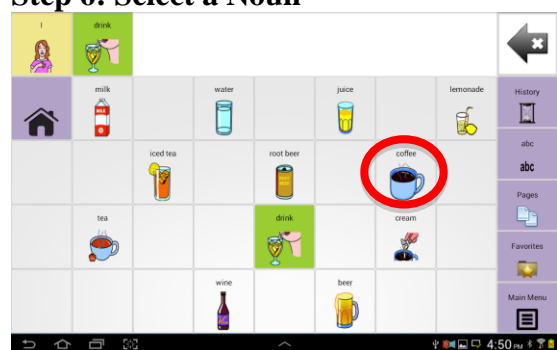 Step 6: Select a Noun
I drink
milk water juice lemonade History
iced tea root beer coffee abc
abc
tea drink cream Pages
Favorites
wine beer Main Menu
4:50 PM